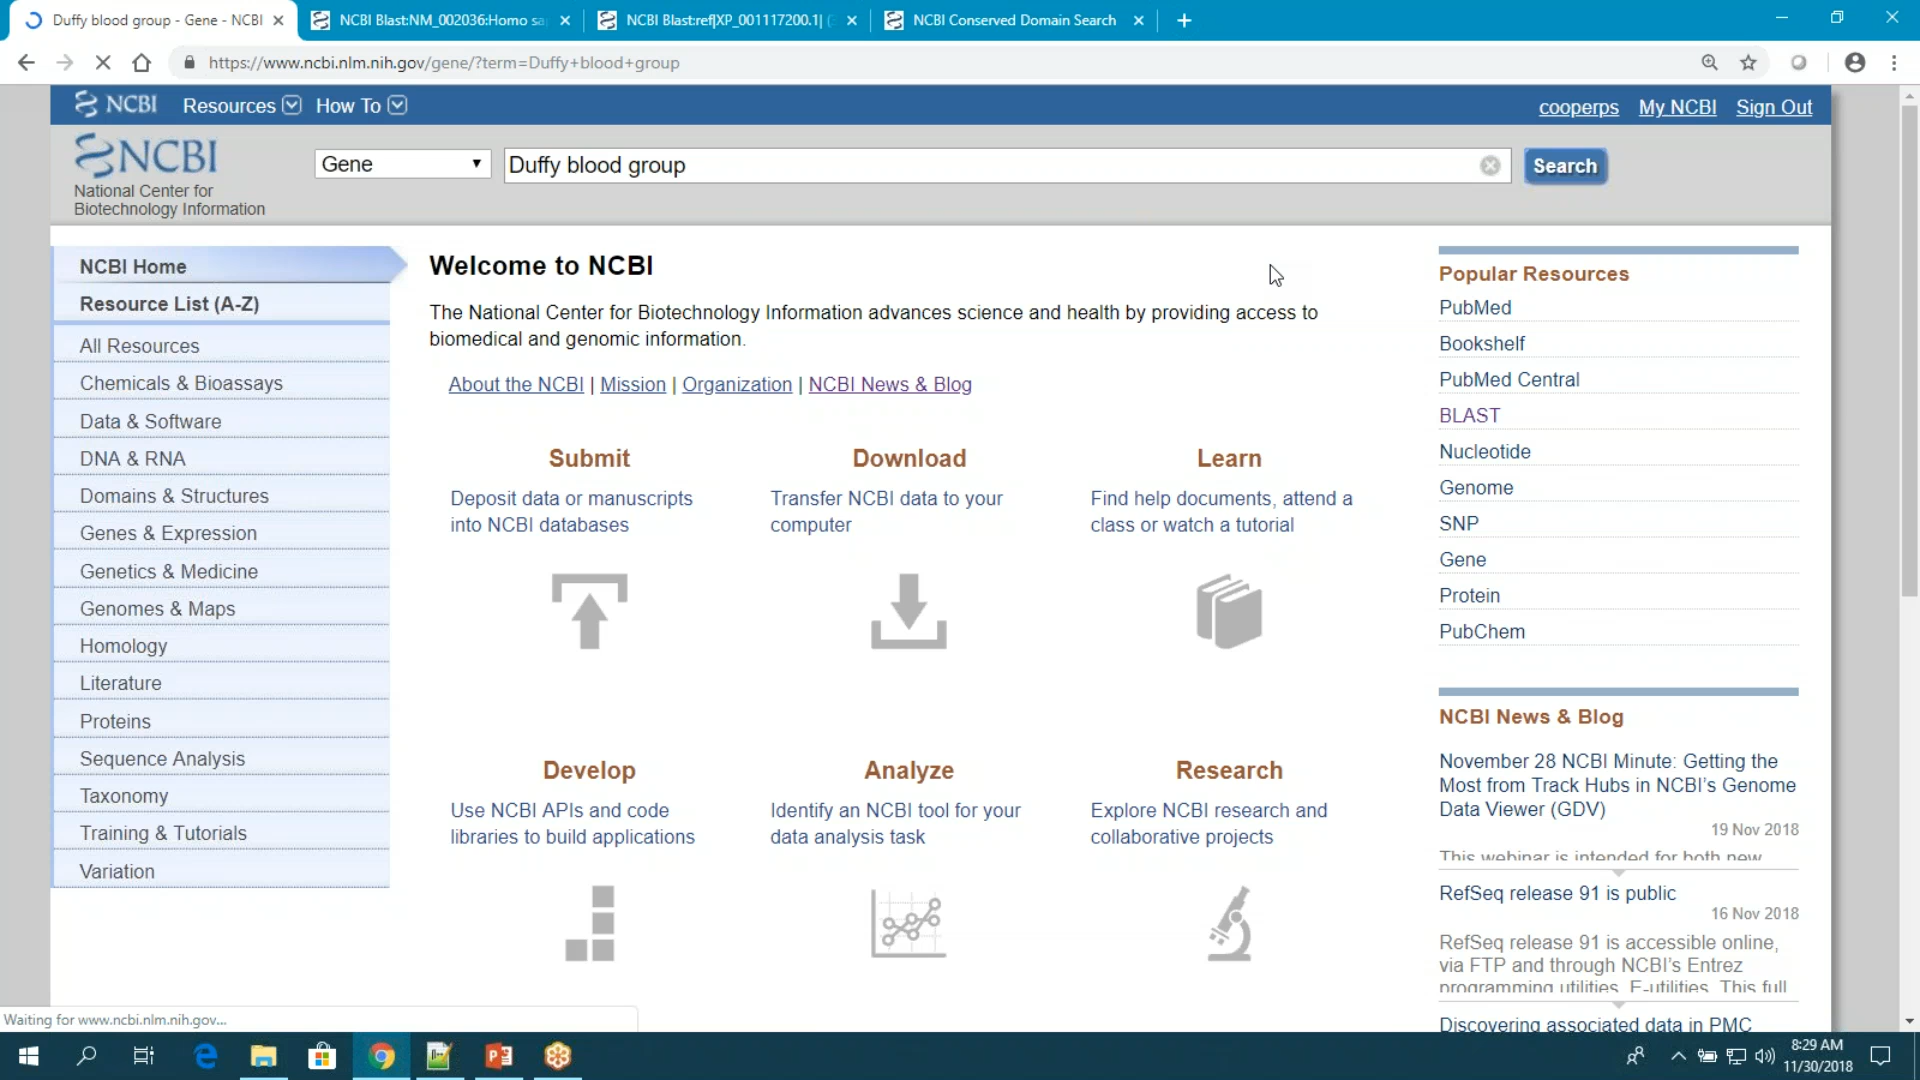 Duffy blood group - Gene - NCBI
NCBI Blast:NM_002036:Homo sa
NCBI Blast:ref|XP_001117200.1|
NCBI Conserved Domain Search
https://www.ncbi.nlm.nih.gov/gene/?term=Duffy+blood+group
NCBI Resources How To
cooperps My NCBI Sign Out
NCBI
National Center for
Biotechnology Information
Gene
Duffy blood group
Search
NCBI Home
Resource List (A-Z)
All Resources
Chemicals & Bioassays
Data & Software
DNA & RNA
Domains & Structures
Genes & Expression
Genetics & Medicine
Genomes & Maps
Homology
Literature
Proteins
Sequence Analysis
Taxonomy
Training & Tutorials
Variation
Welcome to NCBI
The National Center for Biotechnology Information advances science and health by providing access to
biomedical and genomic information.
About the NCBI | Mission | Organization | NCBI News & Blog
Submit
Deposit data or manuscripts
into NCBI databases
Download
Transfer NCBI data to your
computer
Learn
Find help documents, attend a
class or watch a tutorial
Develop
Use NCBI APIs and code
libraries to build applications
Analyze
Identify an NCBI tool for your
data analysis task
Research
Explore NCBI research and
collaborative projects
Popular Resources
PubMed
Bookshelf
PubMed Central
BLAST
Nucleotide
Genome
SNP
Gene
Protein
PubChem
NCBI News & Blog
November 28 NCBI Minute: Getting the
Most from Track Hubs in NCBI's Genome
Data Viewer (GDV)
19 Nov 2018
This webinar is intended for both new
RefSeq release 91 is public
16 Nov 2018
RefSeq release 91 is accessible online,
via FTP and through NCBI's Entrez
programming utilities, E-utilities. This full
Discovering associated data in PMC
Waiting for www.ncbi.nlm.nih.gov...
8:29 AM
11/30/2018